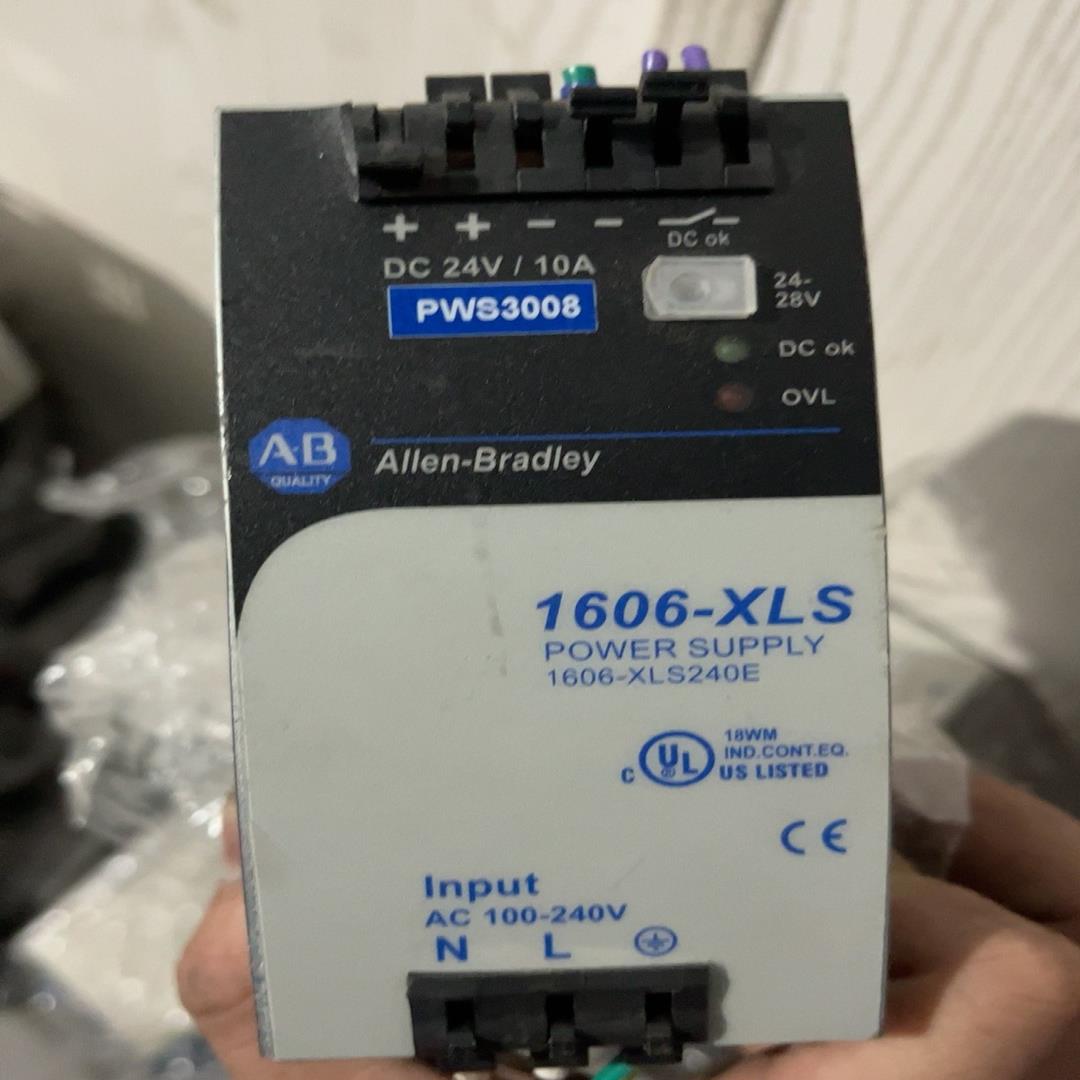 + + − −
DC ok
DC 24V / 10A
24-
28V
PWS3008
DC ok
OVL
A·B
QUALITY
Allen-Bradley
1606-XLS
POWER SUPPLY
1606-XLS240E
C UL
18WM
IND.CONT.EQ.
US LISTED
CE
Input
AC 100-240V
N L